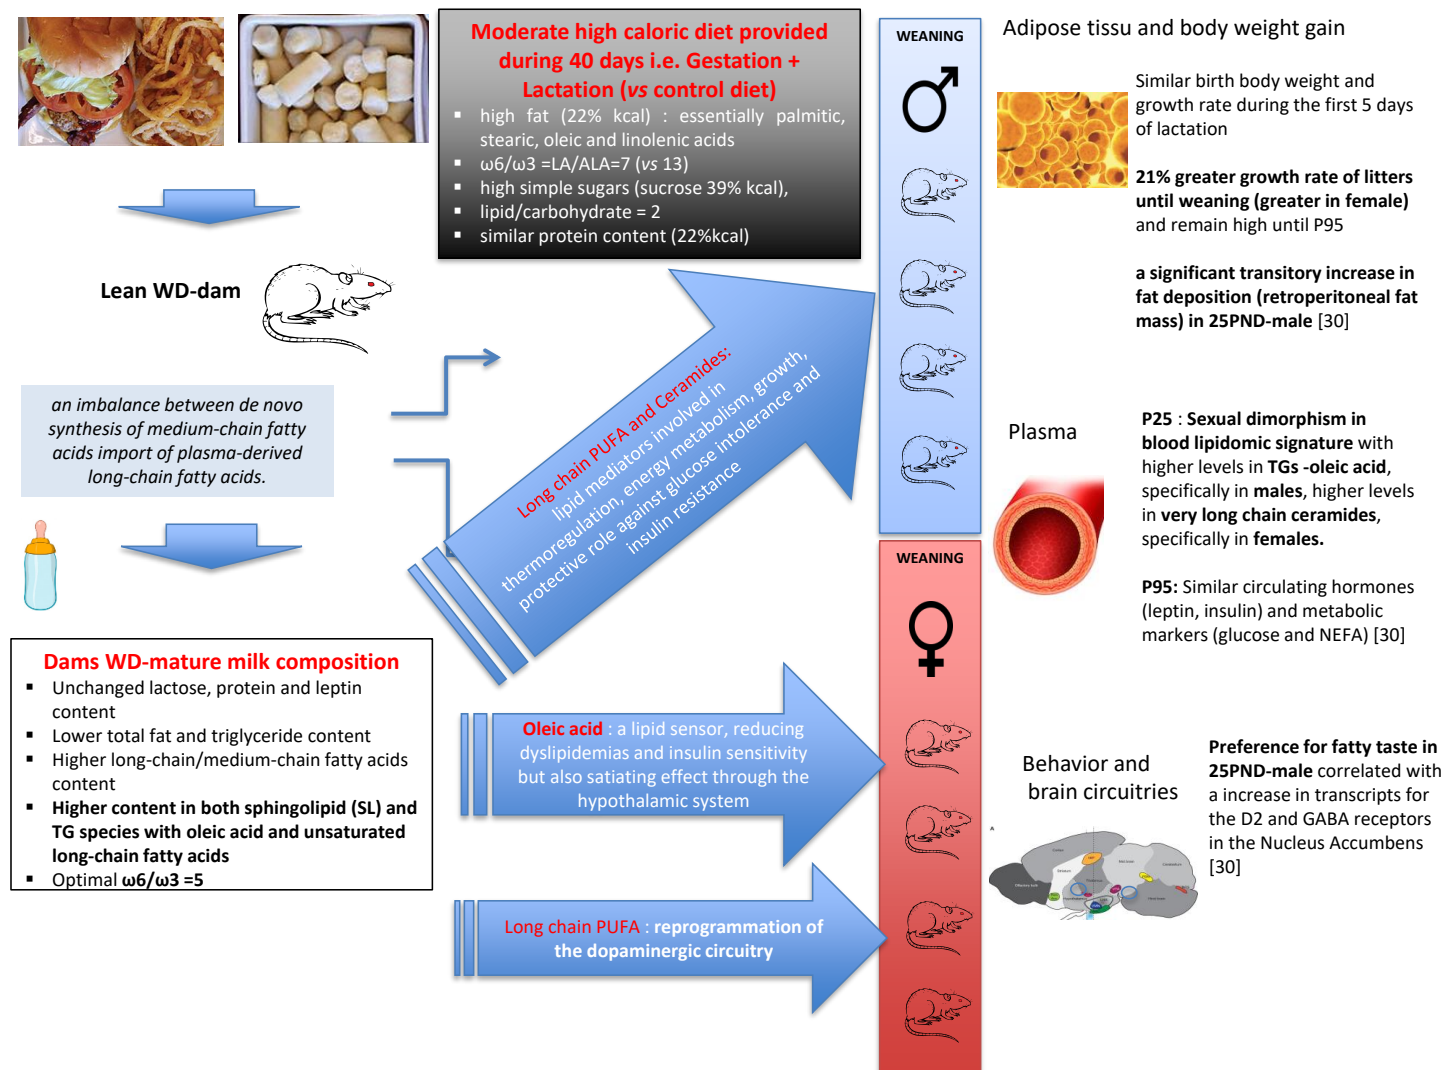 Moderate high caloric diet provided
during 40 days i.e. Gestation +
Lactation (vs control diet)
▪ high fat (22% kcal) : essentially palmitic,
stearic, oleic and linolenic acids
▪ ω6/ω3 =LA/ALA=7 (vs 13)
▪ high simple sugars (sucrose 39% kcal),
▪ lipid/carbohydrate = 2
▪ similar protein content (22%kcal)
Lean WD-dam
an imbalance between de novo
synthesis of medium-chain fatty
acids import of plasma-derived
long-chain fatty acids.
Dams WD-mature milk composition
▪ Unchanged lactose, protein and leptin
content
▪ Lower total fat and triglyceride content
▪ Higher long-chain/medium-chain fatty acids
content
▪ Higher content in both sphingolipid (SL) and
TG species with oleic acid and unsaturated
long-chain fatty acids
▪ Optimal ω6/ω3 =5
Long chain PUFA and Ceramides:
lipid mediators involved in
thermoregulation, energy metabolism, growth,
protective role against glucose intolerance and
insulin resistance
Oleic acid : a lipid sensor, reducing
dyslipidemias and insulin sensitivity
but also satiating effect through the
hypothalamic system
Long chain PUFA : reprogrammation of
the dopaminergic circuitry
WEANING
WEANING
Adipose tissu and body weight gain
Similar birth body weight and
growth rate during the first 5 days
of lactation
21% greater growth rate of litters
until weaning (greater in female)
and remain high until P95
a significant transitory increase in
fat deposition (retroperitoneal fat
mass) in 25PND-male [30]
Plasma
P25 : Sexual dimorphism in
blood lipidomic signature with
higher levels in TGs -oleic acid,
specifically in males, higher levels
in very long chain ceramides,
specifically in females.
P95: Similar circulating hormones
(leptin, insulin) and metabolic
markers (glucose and NEFA) [30]
Behavior and
brain circuitries
Preference for fatty taste in
25PND-male correlated with
a increase in transcripts for
the D2 and GABA receptors
in the Nucleus Accumbens
[30]
A